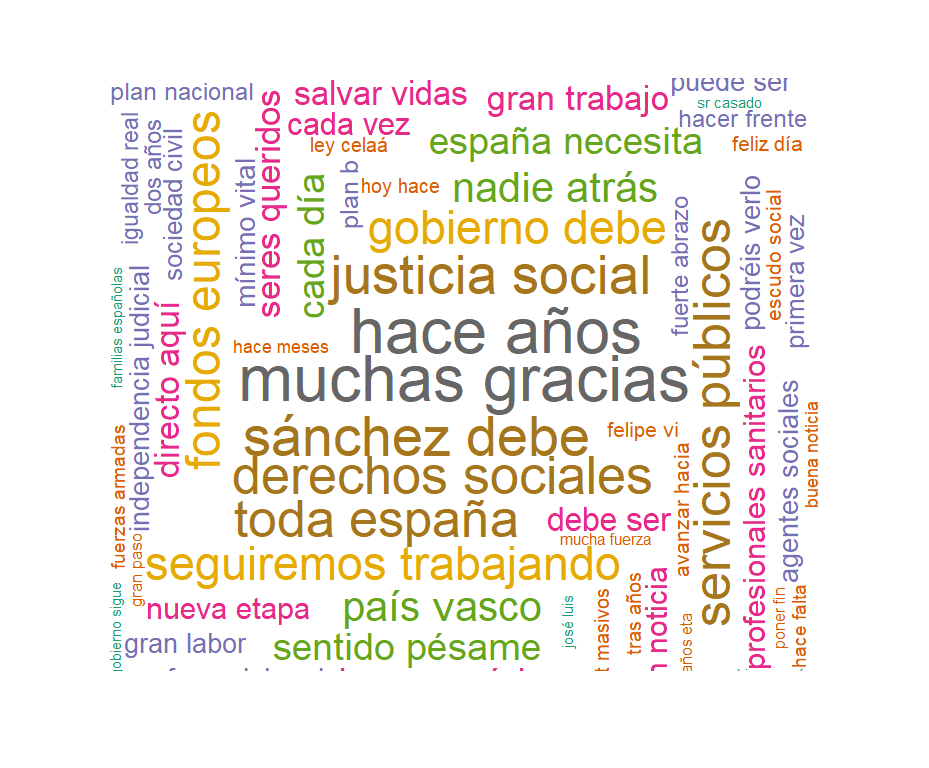 plan nacional
salvar vidas
gran trabajo
puede ser
sr casado
hacer frente
cada vez
ley celaá
españa necesita
feliz día
igualdad real
dos años
sociedad civil
fondos europeos
mínimo vital
seres queridos
cada día
plan b
hoy hace
nadie atrás
gobierno debe
justicia social
fuerte abrazo
servicios públicos
podréis verlo
escudo social
primera vez
familias españolas
independencia judicial
directo aquí
hace meses
hace años
muchas gracias
sánchez debe
felipe vi
derechos sociales
toda españa
debe ser
mucha fuerza
avanzar hacia
profesionales sanitarios
agentes sociales
buena noticia
fuerzas armadas
gran paso
seguiremos trabajando
nueva etapa
país vasco
gran labor
sentido pésame
gobierno sigue
josé luis
masivos
tras años
noticia
años eta
poner fin
hace falta